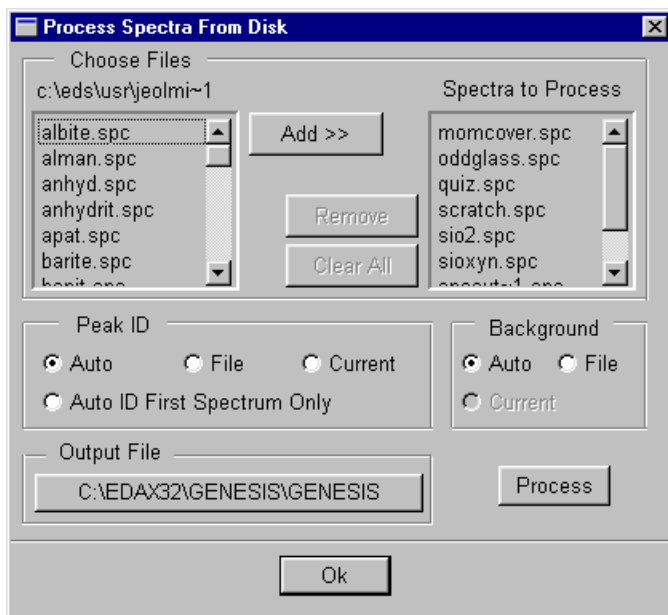 Process Spectra From Disk
Choose Files
c:\eds\usr\jeolmi~1
Spectra to Process
albite.spc
alman.spc
anhyd.spc
anhydrit.spc
apat.spc
barite.spc
Add >>
Remove
Clear All
momcover.spc
oddglass.spc
quiz.spc
scratch.spc
sio2.spc
sioxyn.spc
Peak ID
Auto
File
Current
Auto ID First Spectrum Only
Background
Auto
File
Current
Output File
C:\EDAX32\GENESIS\GENESIS
Process
Ok